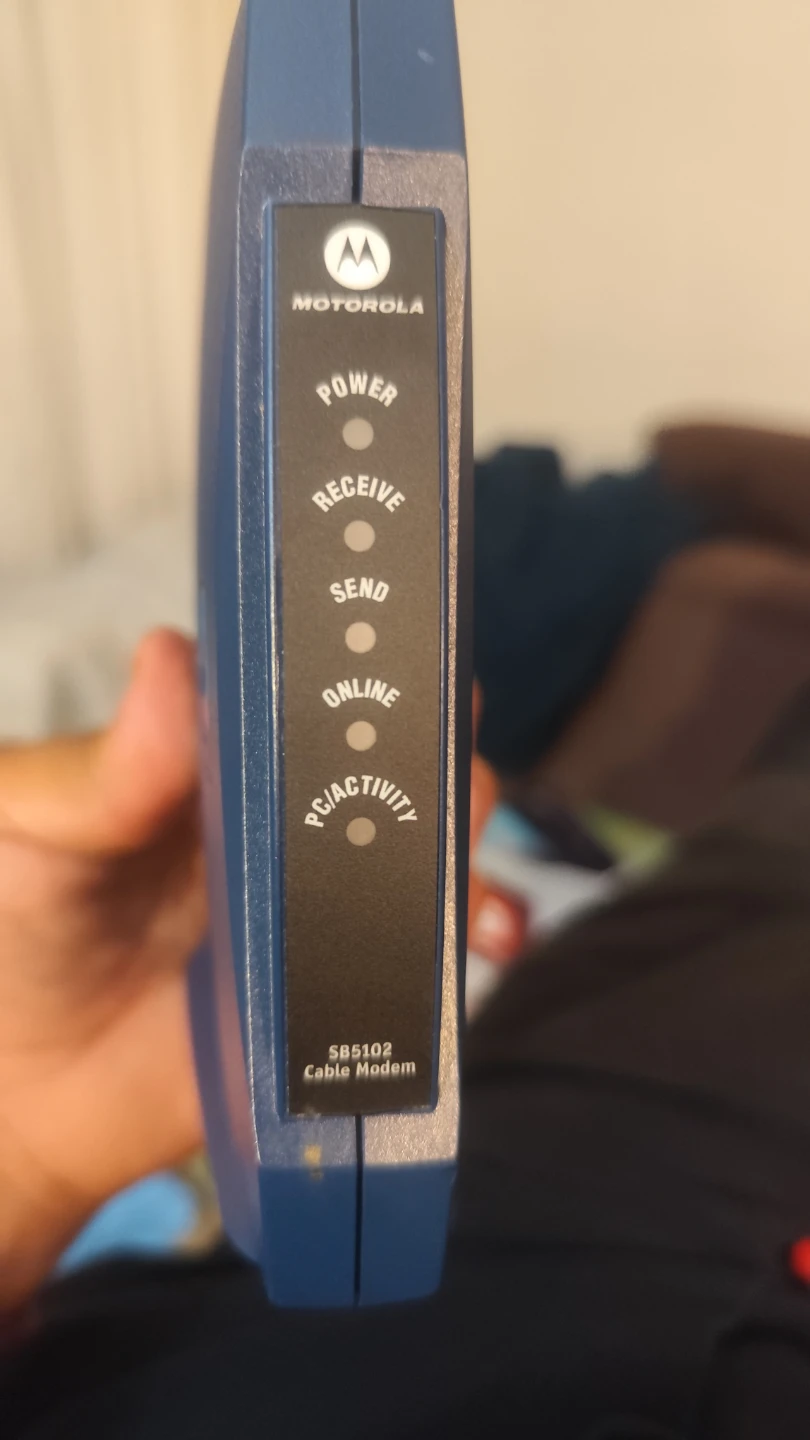 MOTOROLA
POWER
RECEIVE
SEND
ONLINE
PC/ACTIVITY
SB5102
Cable Modem